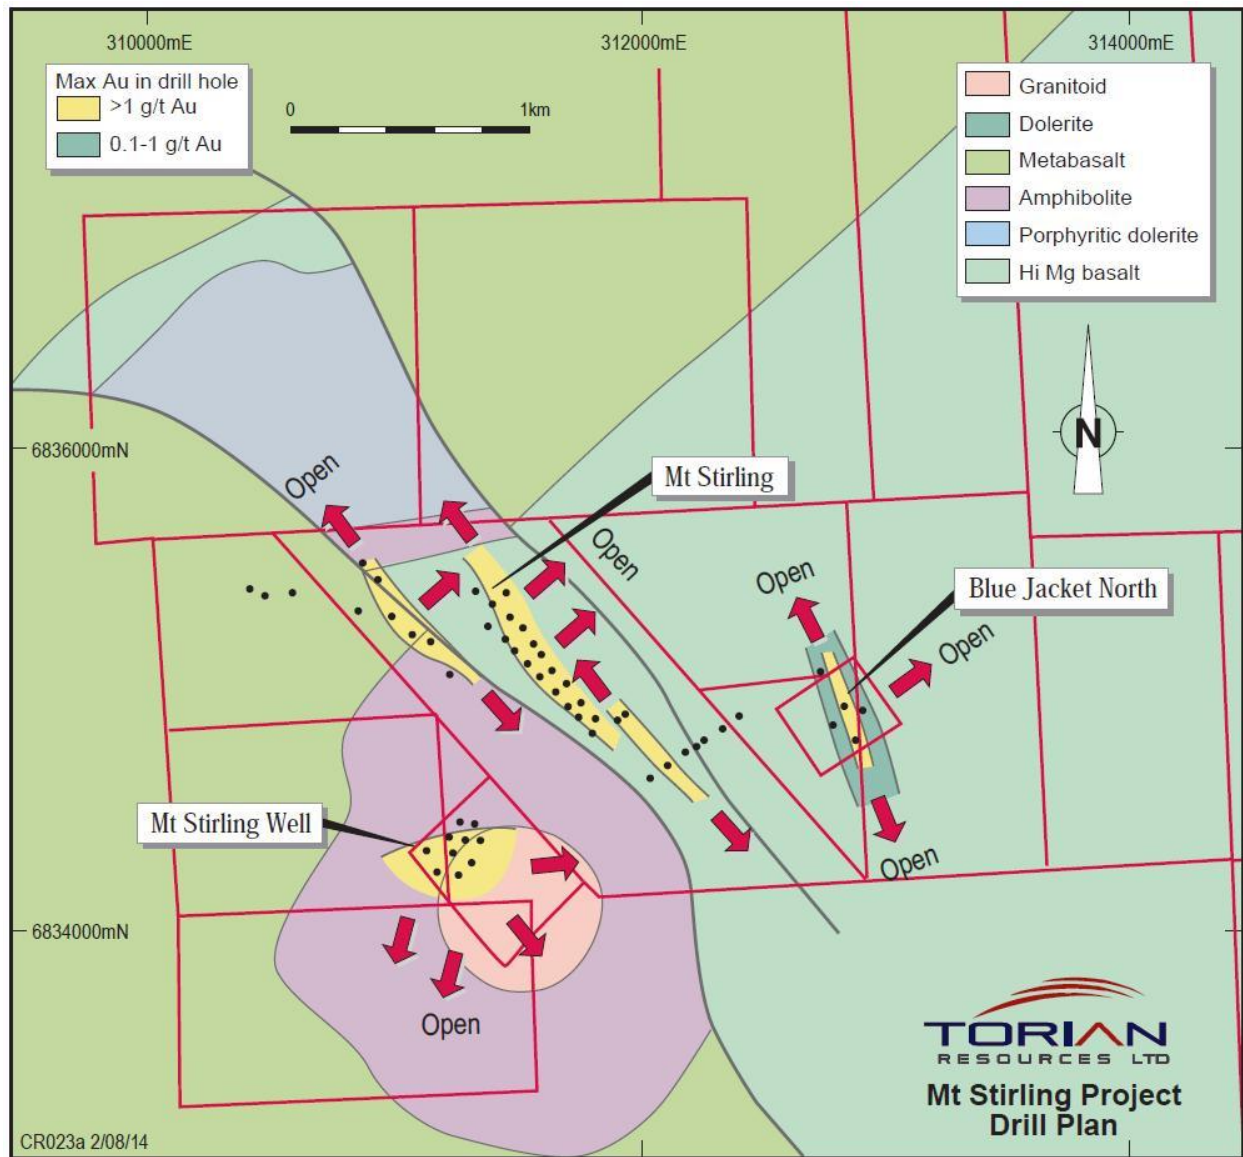 310000mE
312000mE
314000mE
Max Au in drill hole
>1 g/t Au
0.1-1 g/t Au
0
1km
Granitoid
Dolerite
Metabasalt
Amphibolite
Porphyritic dolerite
Hi Mg basalt
N
6836000mN
Open
Mt Stirling
Open
Open
Blue Jacket North
Open
Mt Stirling Well
Open
6834000mN
Open
TORIAN
RESOURCES LTD
Mt Stirling Project
Drill Plan
CR023a 2/08/14